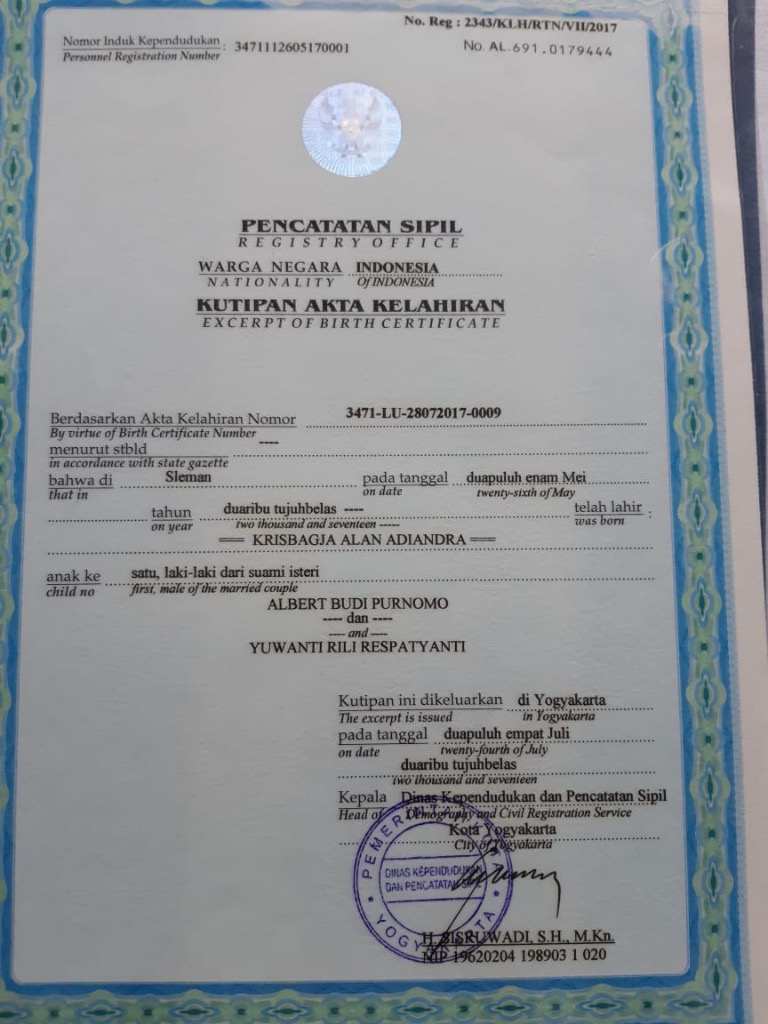 No. Reg : 2343/KLH/RTN/VII/2017
Nomor Induk Kependudukan : 3471112605170001
Personnel Registration Number
No. AL.691.0179444
PENCATATAN SIPIL
REGISTRY OFFICE
WARGA NEGARA INDONESIA
NATIONALITY Of INDONESIA
KUTIPAN AKTA KELAHIRAN
EXCERPT OF BIRTH CERTIFICATE
Berdasarkan Akta Kelahiran Nomor 3471-LU-28072017-0009
By virtue of Birth Certificate Number
menurut stbld ----
in accordance with state gazette
bahwa di Sleman pada tanggal duapuluh enam Mei
that in on date twenty-sixth of May
tahun duaribu tujuhbelas ---- telah lahir :
on year two thousand and seventeen ----- was born
=== KRISBAGJA ALAN ADIANDRA ===
anak ke satu, laki-laki dari suami isteri
child no first, male of the married couple
ALBERT BUDI PURNOMO
---- dan ----
---- and ----
YUWANTI RILI RESPATYANTI
Kutipan ini dikeluarkan di Yogyakarta
The excerpt is issued in Yogyakarta
pada tanggal duapuluh empat Juli
on date twenty-fourth of July
duaribu tujuhbelas
two thousand and seventeen
Kepala Dinas Kependudukan dan Pencatatan Sipil
Head of Demography and Civil Registration Service
Kota Yogyakarta
City of Yogyakarta
PEMERINTAH KOTA
DINAS KEPENDUDUKAN
DAN PENCATATAN SIPIL
YOGYAKARTA
H. SISRUWADI, S.H., M.Kn.
NIP 19620204 198903 1 020